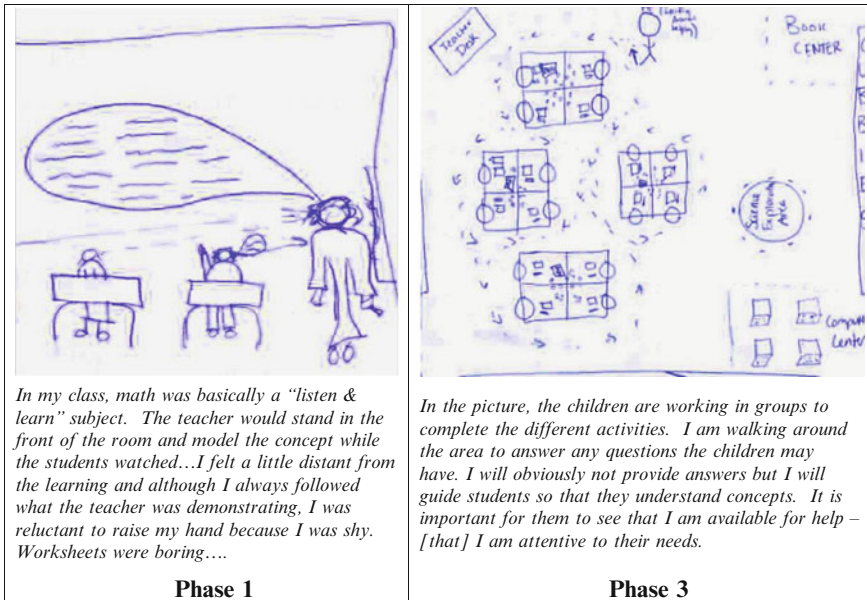 Teacher
Desk
BOOK
CENTER
Science
Exploration
Area
Compute
Center
In my class, math was basically a “listen &
learn” subject.  The teacher would stand in the
front of the room and model the concept while
the students watched…I felt a little distant from
the learning and although I always followed
what the teacher was demonstrating, I was
reluctant to raise my hand because I was shy.
Worksheets were boring….
Phase 1
In the picture, the children are working in groups to
complete the different activities.  I am walking around
the area to answer any questions the children may
have. I will obviously not provide answers but I will
guide students so that they understand concepts.  It is
important for them to see that I am available for help –
[that] I am attentive to their needs.
Phase 3